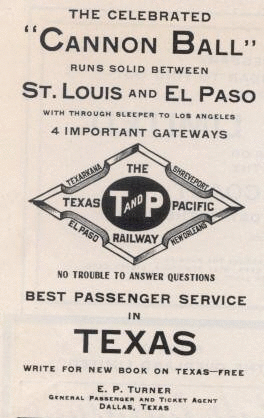 THE CELEBRATED
"CANNON BALL"
RUNS SOLID BETWEEN
ST. LOUIS AND EL PASO
WITH THROUGH SLEEPER TO LOS ANGELES
4 IMPORTANT GATEWAYS
TEXARKANA THE SHREVEPORT
TEXAS T AND P PACIFIC
EL PASO RAILWAY NEW ORLEANS
NO TROUBLE TO ANSWER QUESTIONS
BEST PASSENGER SERVICE
IN
TEXAS
WRITE FOR NEW BOOK ON TEXAS—FREE
E. P. TURNER
GENERAL PASSENGER AND TICKET AGENT
DALLAS, TEXAS